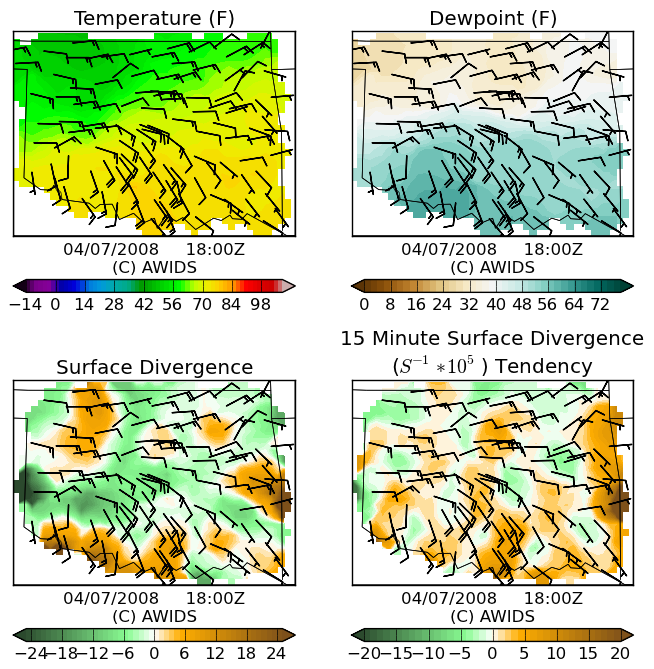 Temperature (F)
Dewpoint (F)
04/07/2008 18:00Z
(C) AWIDS
04/07/2008 18:00Z
(C) AWIDS
−14 0 14 28 42 56 70 84 98
0 8 16 24 32 40 48 56 64 72
Surface Divergence
15 Minute Surface Divergence
(S⁻¹ *10⁵ ) Tendency
04/07/2008 18:00Z
(C) AWIDS
04/07/2008 18:00Z
(C) AWIDS
−24 −18 −12 −6 0 6 12 18 24
−20 −15 −10 −5 0 5 10 15 20